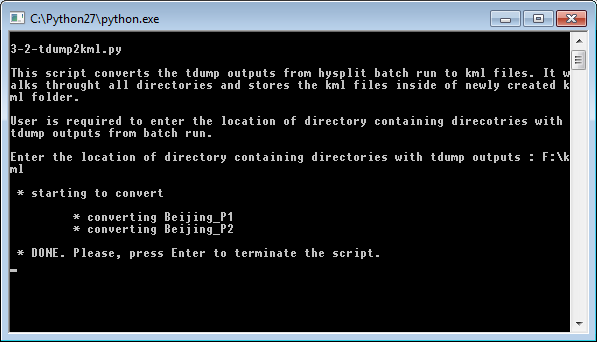 C:\Python27\python.exe
3-2-tdump2kml.py
This script converts the tdump outputs from hysplit batch run to kml files. It w
alks throught all directories and stores the kml files inside of newly created k
ml folder.
User is required to enter the location of directory containing direcotries with
tdump outputs from batch run.
Enter the location of directory containing directories with tdump outputs : F:\k
ml
* starting to convert
* converting Beijing_P1
* converting Beijing_P2
* DONE. Please, press Enter to terminate the script.